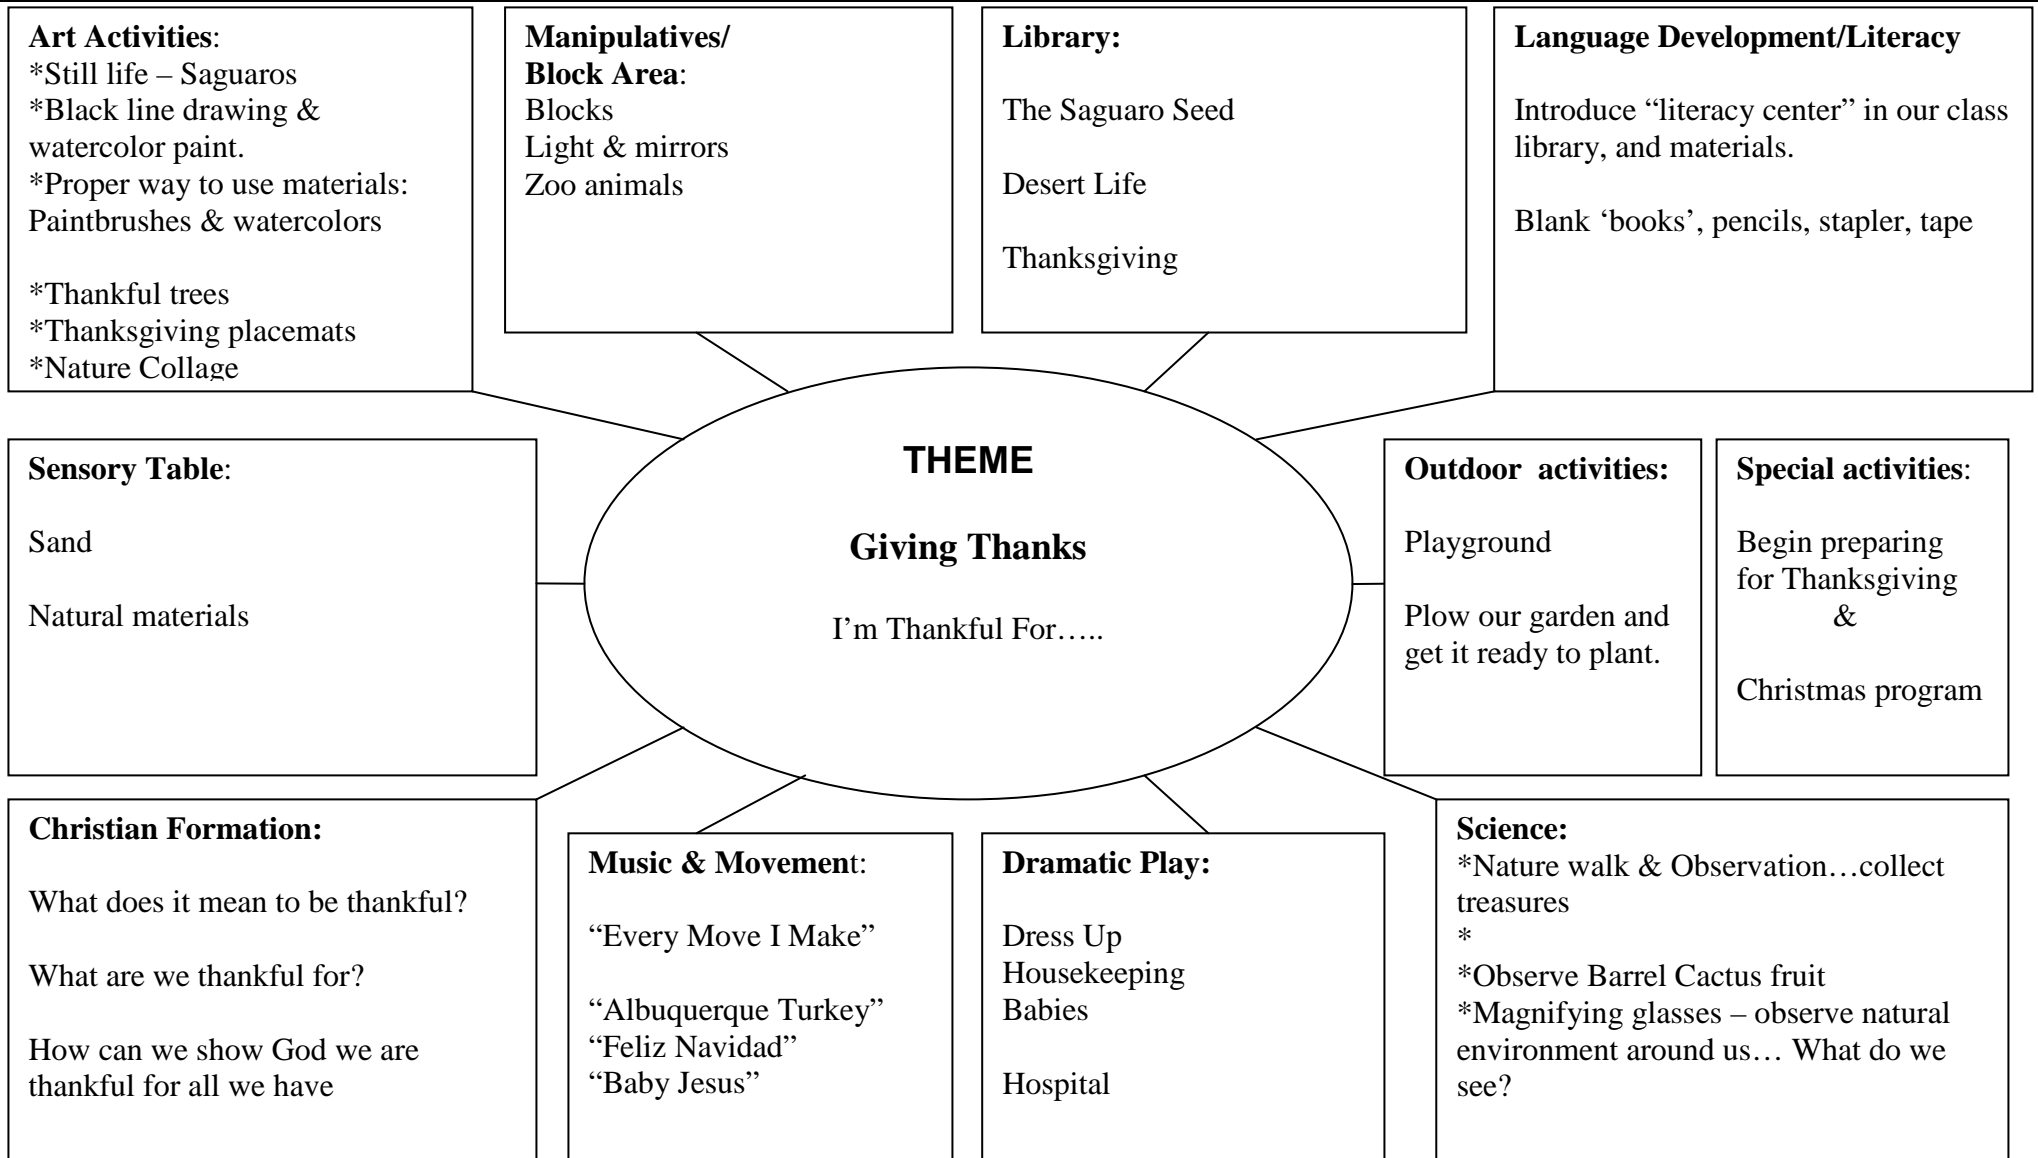 Art Activities:
*Still life – Saguaros
*Black line drawing &
watercolor paint.
*Proper way to use materials:
Paintbrushes & watercolors
*Thankful trees
*Thanksgiving placemats
*Nature Collage
Manipulatives/
Block Area:
Blocks
Light & mirrors
Zoo animals
Library:
The Saguaro Seed
Desert Life
Thanksgiving
Language Development/Literacy
Introduce “literacy center” in our class
library, and materials.
Blank ‘books’, pencils, stapler, tape
Sensory Table:
Sand
Natural materials
THEME
Giving Thanks
I’m Thankful For…..
Outdoor  activities:
Playground
Plow our garden and
get it ready to plant.
Special activities:
Begin preparing
for Thanksgiving
&
Christmas program
Christian Formation:
What does it mean to be thankful?
What are we thankful for?
How can we show God we are
thankful for all we have
Music & Movement:
“Every Move I Make”
“Albuquerque Turkey”
“Feliz Navidad”
“Baby Jesus”
Dramatic Play:
Dress Up
Housekeeping
Babies
Hospital
Science:
*Nature walk & Observation…collect
treasures
*
*Observe Barrel Cactus fruit
*Magnifying glasses – observe natural
environment around us… What do we
see?